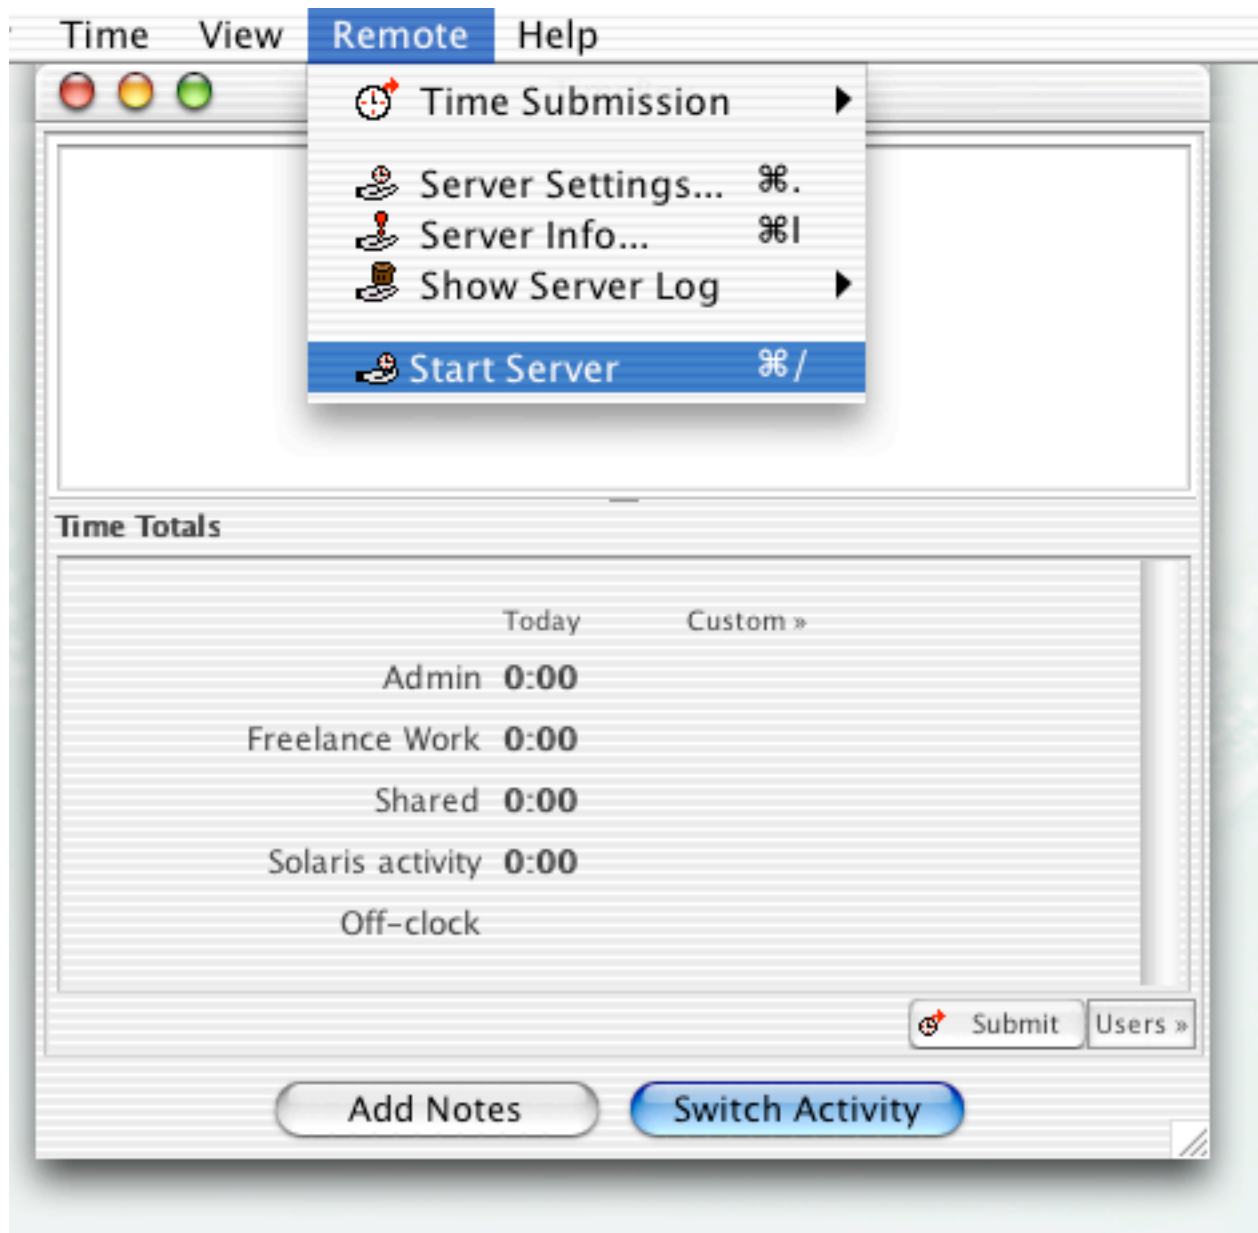 Time View Remote Help
Time Submission
Server Settings... ⌘.
Server Info... ⌘I
Show Server Log
Start Server ⌘/
Time Totals
Today Custom »
Admin 0:00
Freelance Work 0:00
Shared 0:00
Solaris activity 0:00
Off-clock
Submit Users »
Add Notes Switch Activity